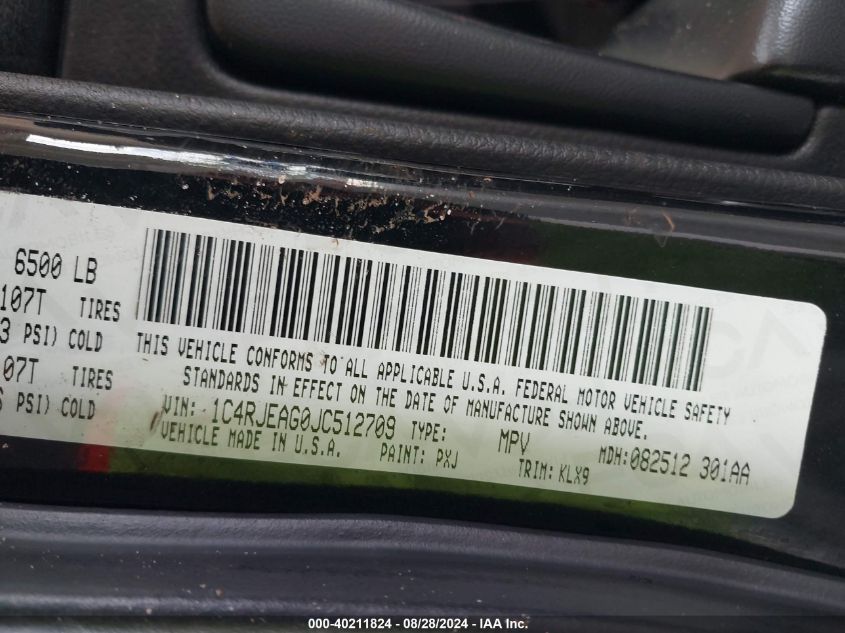 6500 LB
107T TIRES
3 PSI) COLD
07T TIRES
PSI) COLD
THIS VEHICLE CONFORMS TO ALL APPLICABLE U.S.A. FEDERAL MOTOR VEHICLE SAFETY
STANDARDS IN EFFECT ON THE DATE OF MANUFACTURE SHOWN ABOVE.
VIN: 1C4RJEAG0JC512709 TYPE: MPV MDH:082512 301AA
VEHICLE MADE IN U.S.A. PAINT: PXJ TRIM: KLX9
000-40211824 - 08/28/2024 - IAA Inc.